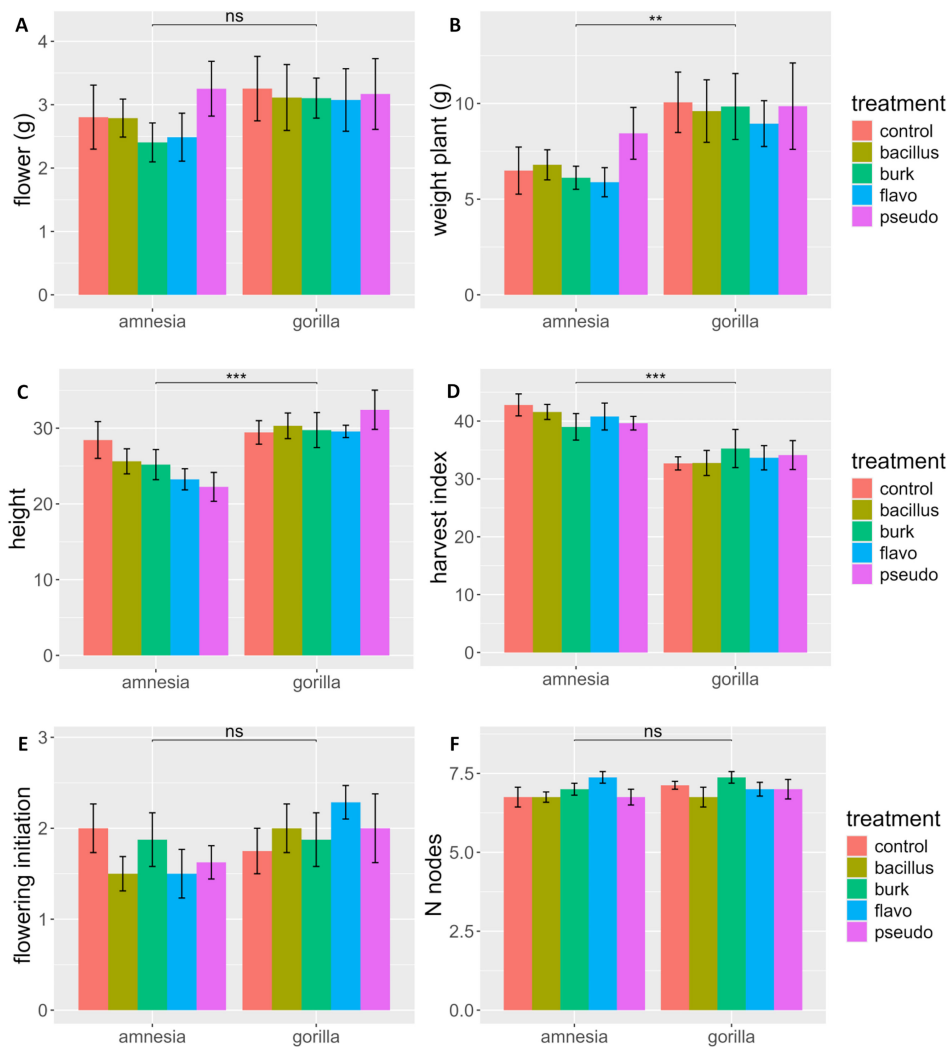 A
ns
flower (g)
4
3
2
1
0
amnesia
gorilla
B
**
weight plant (g)
10
5
0
amnesia
gorilla
treatment
control
bacillus
burk
flavo
pseudo
C
***
height
30
20
10
0
amnesia
gorilla
D
***
harvest index
40
30
20
10
0
amnesia
gorilla
treatment
control
bacillus
burk
flavo
pseudo
E
ns
flowering initiation
3
2
1
0
amnesia
gorilla
F
ns
N nodes
7.5
5.0
2.5
0.0
amnesia
gorilla
treatment
control
bacillus
burk
flavo
pseudo